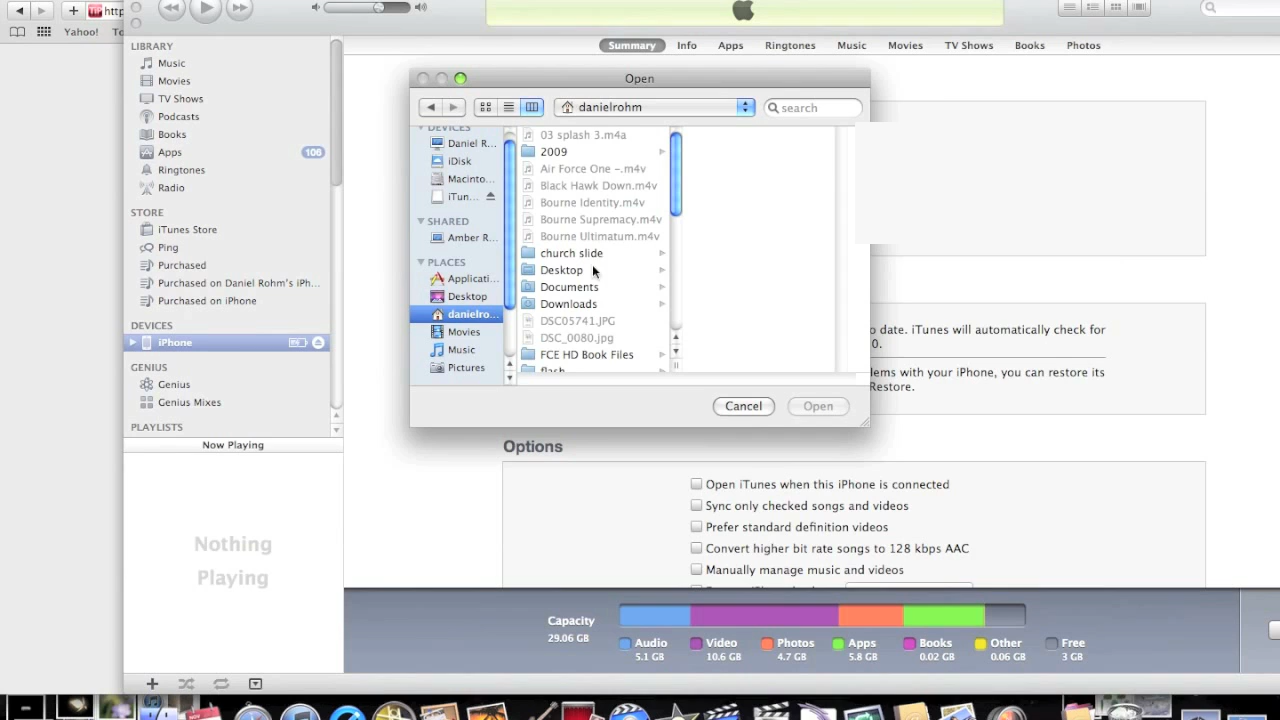 http
Yahoo!
LIBRARY
Music
Movies
TV Shows
Podcasts
Books
Apps 106
Ringtones
Radio
STORE
iTunes Store
Ping
Purchased
Purchased on Daniel Rohm's iPh...
Purchased on iPhone
DEVICES
iPhone
GENIUS
Genius
Genius Mixes
PLAYLISTS
Now Playing
Nothing
Playing
Summary Info Apps Ringtones Music Movies TV Shows Books Photos
Open
danielrohm
search
DEVICES
Daniel R...
iDisk
Macinto...
iTun...
SHARED
Amber R...
PLACES
Applicati...
Desktop
danielro...
Movies
Music
Pictures
03 splash 3.m4a
2009
Air Force One -.m4v
Black Hawk Down.m4v
Bourne Identity.m4v
Bourne Supremacy.m4v
Bourne Ultimatum.m4v
church slide
Desktop
Documents
Downloads
DSC05741.JPG
DSC_0080.jpg
FCE HD Book Files
flash
Cancel Open
o date. iTunes will automatically check for
0.
lems with your iPhone, you can restore its
Restore.
Options
Open iTunes when this iPhone is connected
Sync only checked songs and videos
Prefer standard definition videos
Convert higher bit rate songs to 128 kbps AAC
Manually manage music and videos
Capacity
29.06 GB
Audio
5.1 GB
Video
10.6 GB
Photos
4.7 GB
Apps
5.8 GB
Books
0.02 GB
Other
0.06 GB
Free
3 GB